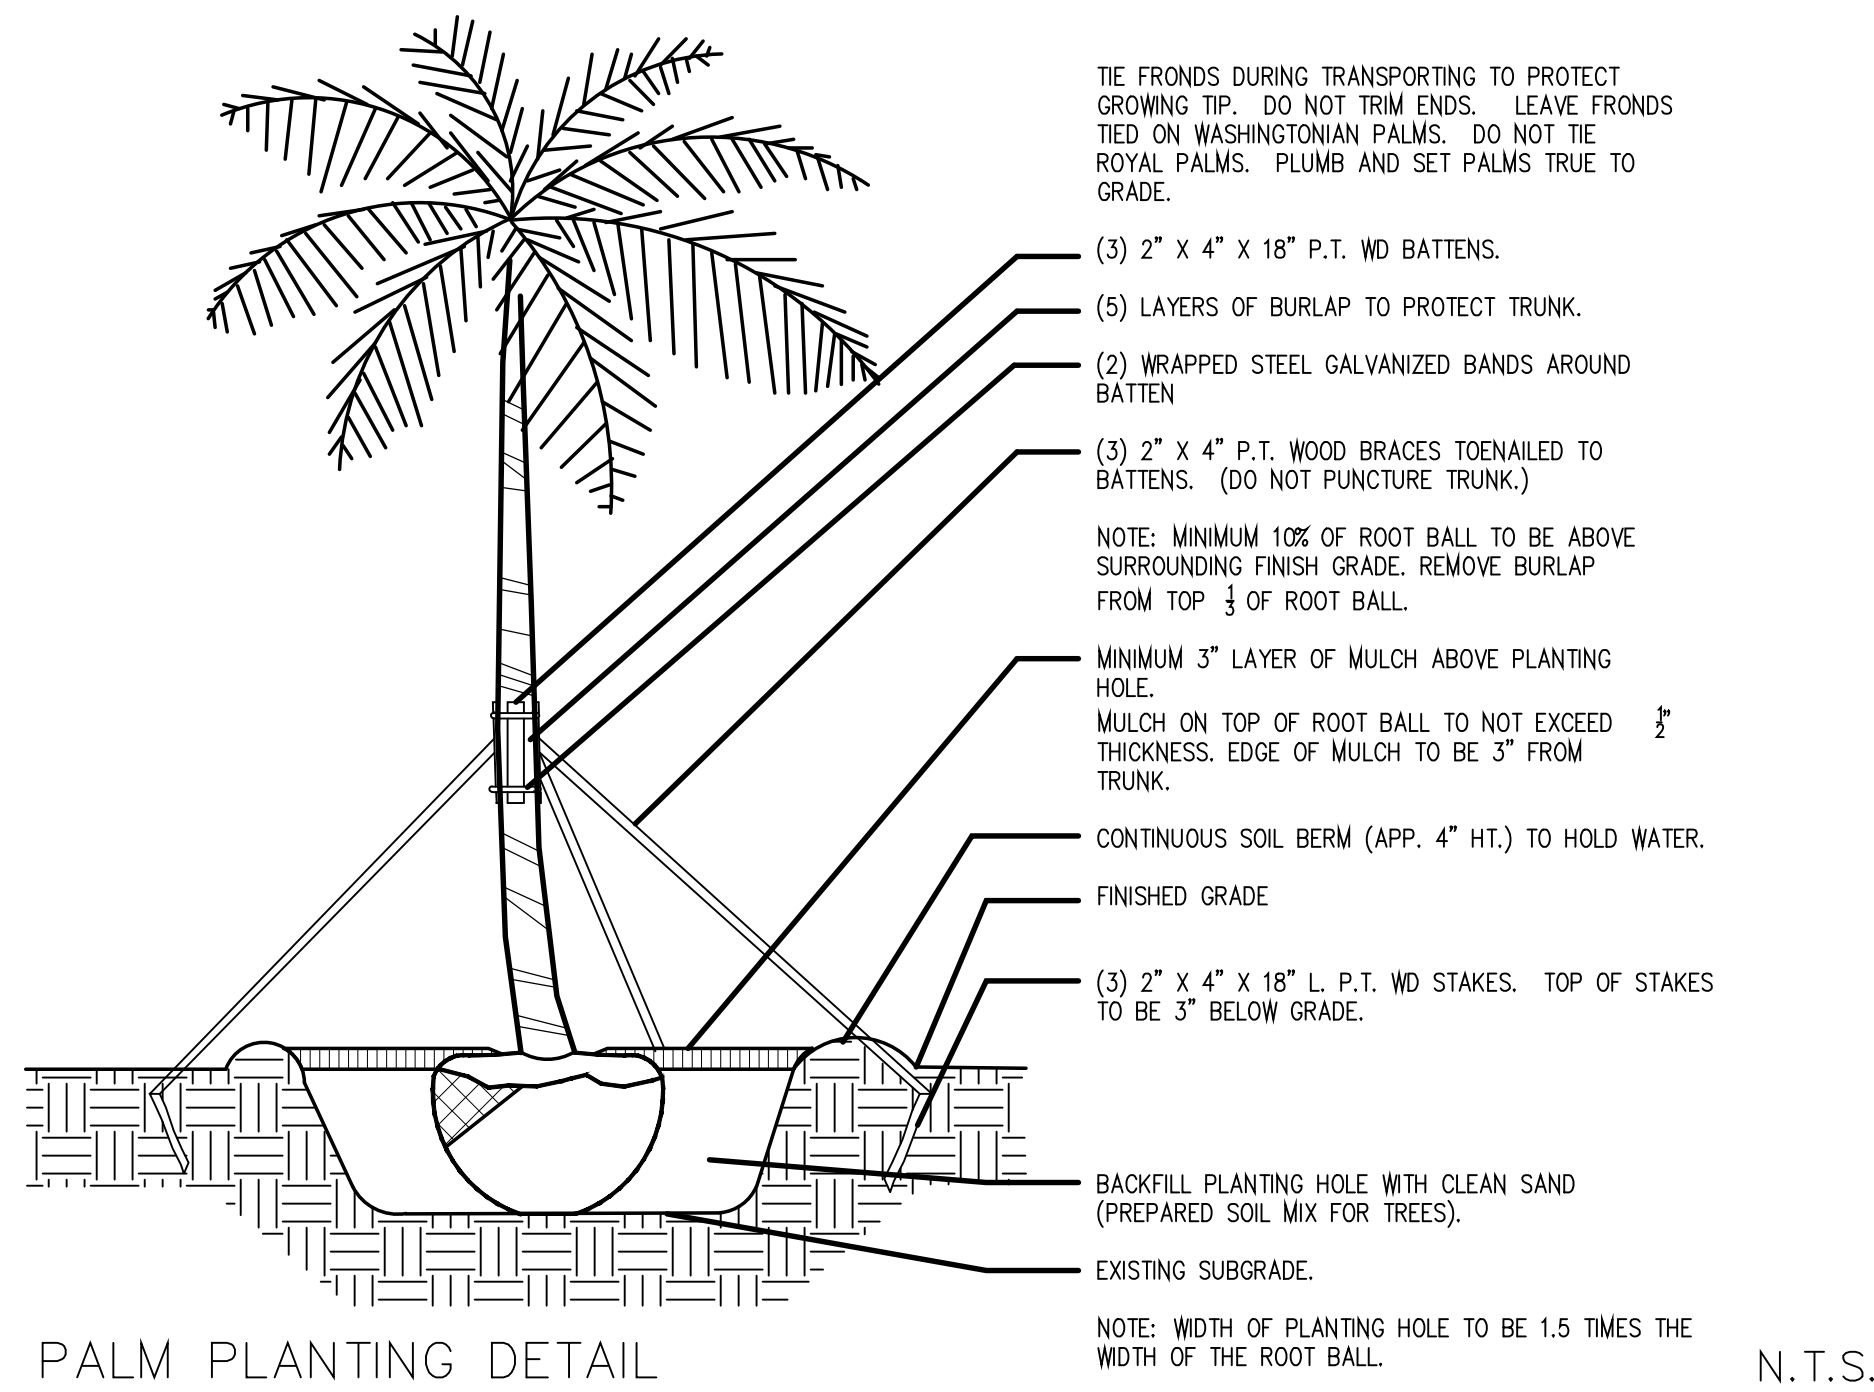 TIE FRONDS DURING TRANSPORTING TO PROTECT
GROWING TIP. DO NOT TRIM ENDS. LEAVE FRONDS
TIED ON WASHINGTONIAN PALMS. DO NOT TIE
ROYAL PALMS. PLUMB AND SET PALMS TRUE TO
GRADE.
(3) 2" X 4" X 18" P.T. WD BATTENS.
(5) LAYERS OF BURLAP TO PROTECT TRUNK.
(2) WRAPPED STEEL GALVANIZED BANDS AROUND
BATTEN
(3) 2" X 4" P.T. WOOD BRACES TOENAILED TO
BATTENS. (DO NOT PUNCTURE TRUNK.)
NOTE: MINIMUM 10% OF ROOT BALL TO BE ABOVE
SURROUNDING FINISH GRADE. REMOVE BURLAP
FROM TOP 1/3 OF ROOT BALL.
MINIMUM 3" LAYER OF MULCH ABOVE PLANTING
HOLE.
MULCH ON TOP OF ROOT BALL TO NOT EXCEED 1/2"
THICKNESS. EDGE OF MULCH TO BE 3" FROM
TRUNK.
CONTINUOUS SOIL BERM (APP. 4" HT.) TO HOLD WATER.
FINISHED GRADE
(3) 2" X 4" X 18" L. P.T. WD STAKES. TOP OF STAKES
TO BE 3" BELOW GRADE.
BACKFILL PLANTING HOLE WITH CLEAN SAND
(PREPARED SOIL MIX FOR TREES).
EXISTING SUBGRADE.
NOTE: WIDTH OF PLANTING HOLE TO BE 1.5 TIMES THE
WIDTH OF THE ROOT BALL.
PALM PLANTING DETAIL
N.T.S.